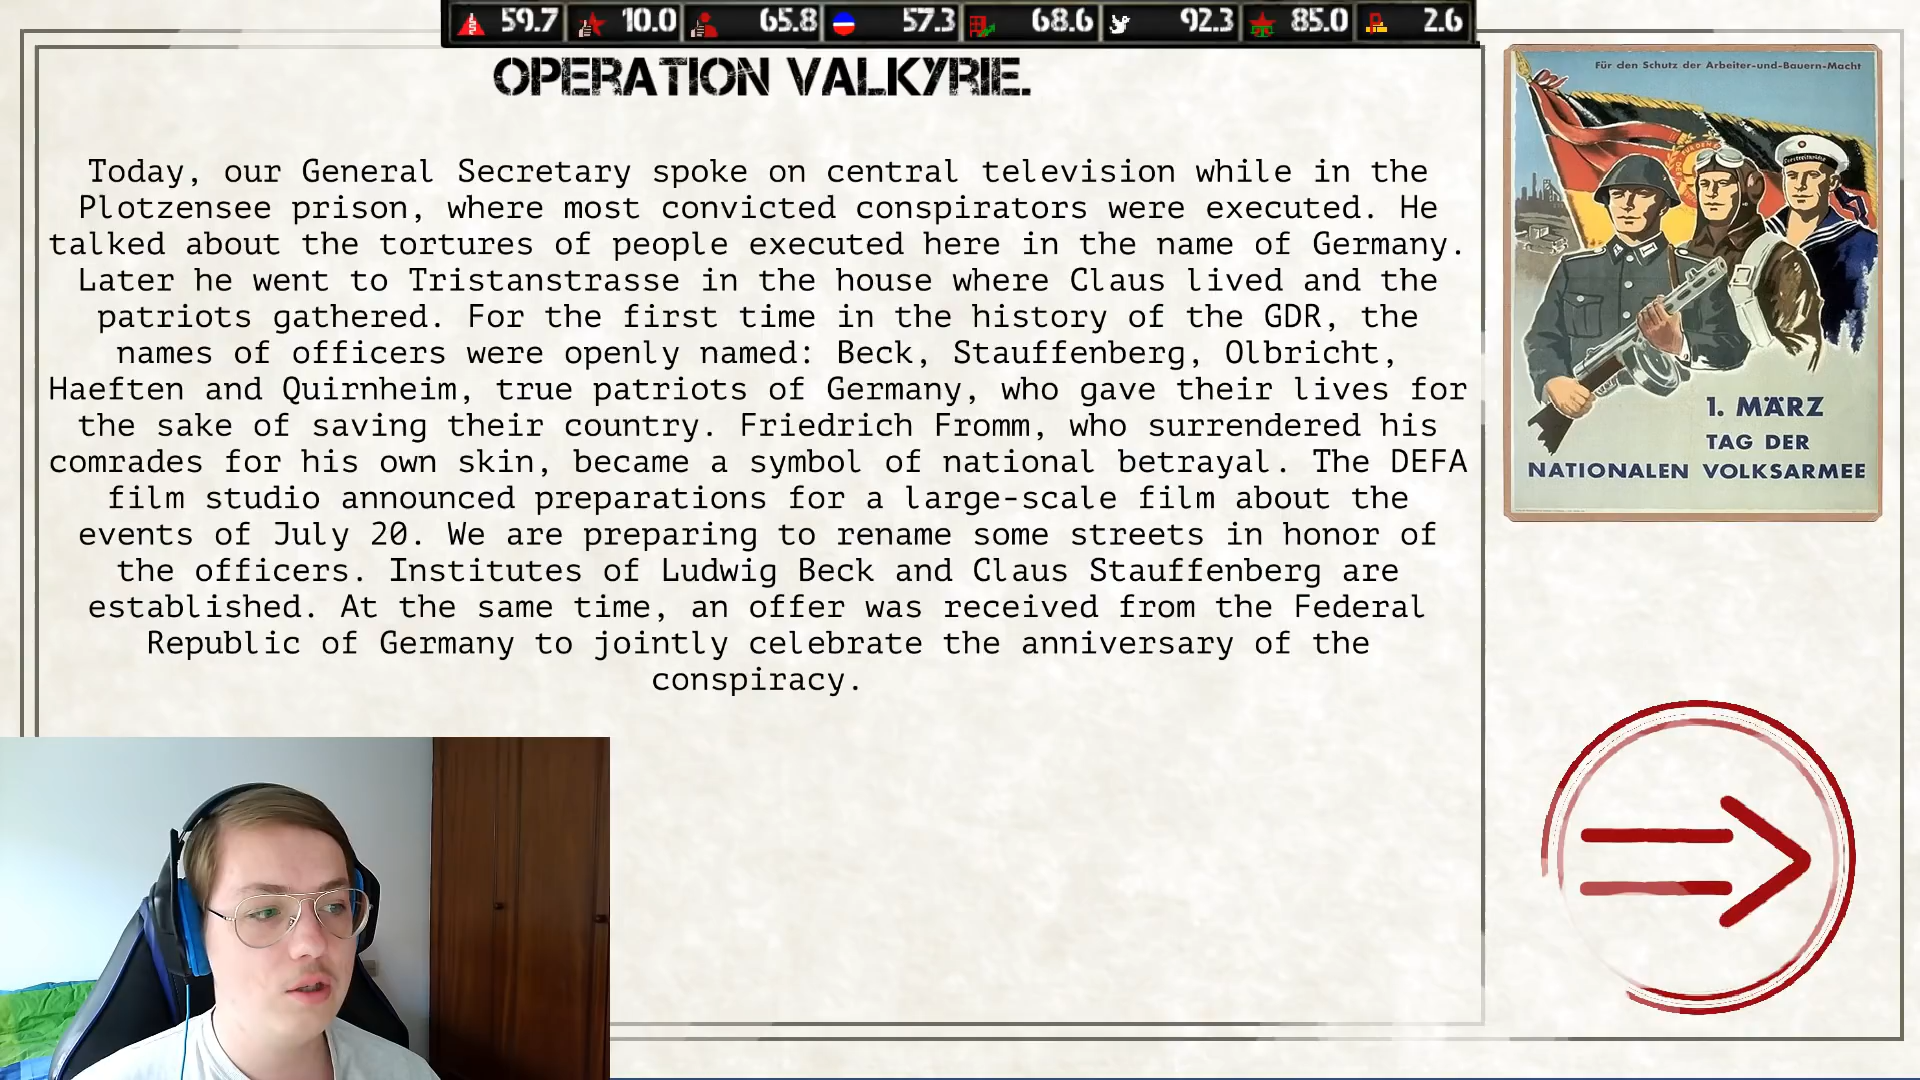 59.7 10.0 65.8 57.3 68.6 92.3 85.0 2.6
OPERATION VALKYRIE.
Today, our General Secretary spoke on central television while in the
Plotzensee prison, where most convicted conspirators were executed. He
talked about the tortures of people executed here in the name of Germany.
Later he went to Tristanstrasse in the house where Claus lived and the
patriots gathered. For the first time in the history of the GDR, the
names of officers were openly named: Beck, Stauffenberg, Olbricht,
Haeften and Quirnheim, true patriots of Germany, who gave their lives for
the sake of saving their country. Friedrich Fromm, who surrendered his
comrades for his own skin, became a symbol of national betrayal. The DEFA
film studio announced preparations for a large-scale film about the
events of July 20. We are preparing to rename some streets in honor of
the officers. Institutes of Ludwig Beck and Claus Stauffenberg are
established. At the same time, an offer was received from the Federal
Republic of Germany to jointly celebrate the anniversary of the
conspiracy.
Für den Schutz der Arbeiter-und-Bauern-Macht
1. MÄRZ
TAG DER
NATIONALEN VOLKSARMEE